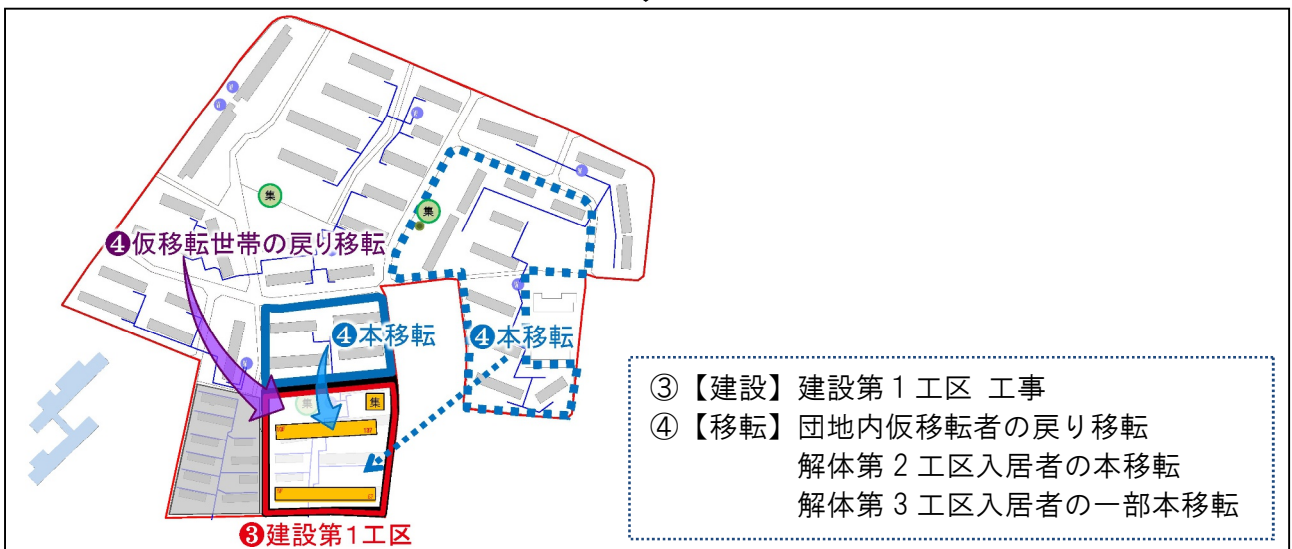 集
集
❹仮移転世帯の戻り移転
❹本移転
❹本移転
集
集
❸建設第1工区
③【建設】建設第1工区 工事
④【移転】団地内仮移転者の戻り移転
解体第2工区入居者の本移転
解体第3工区入居者の一部本移転